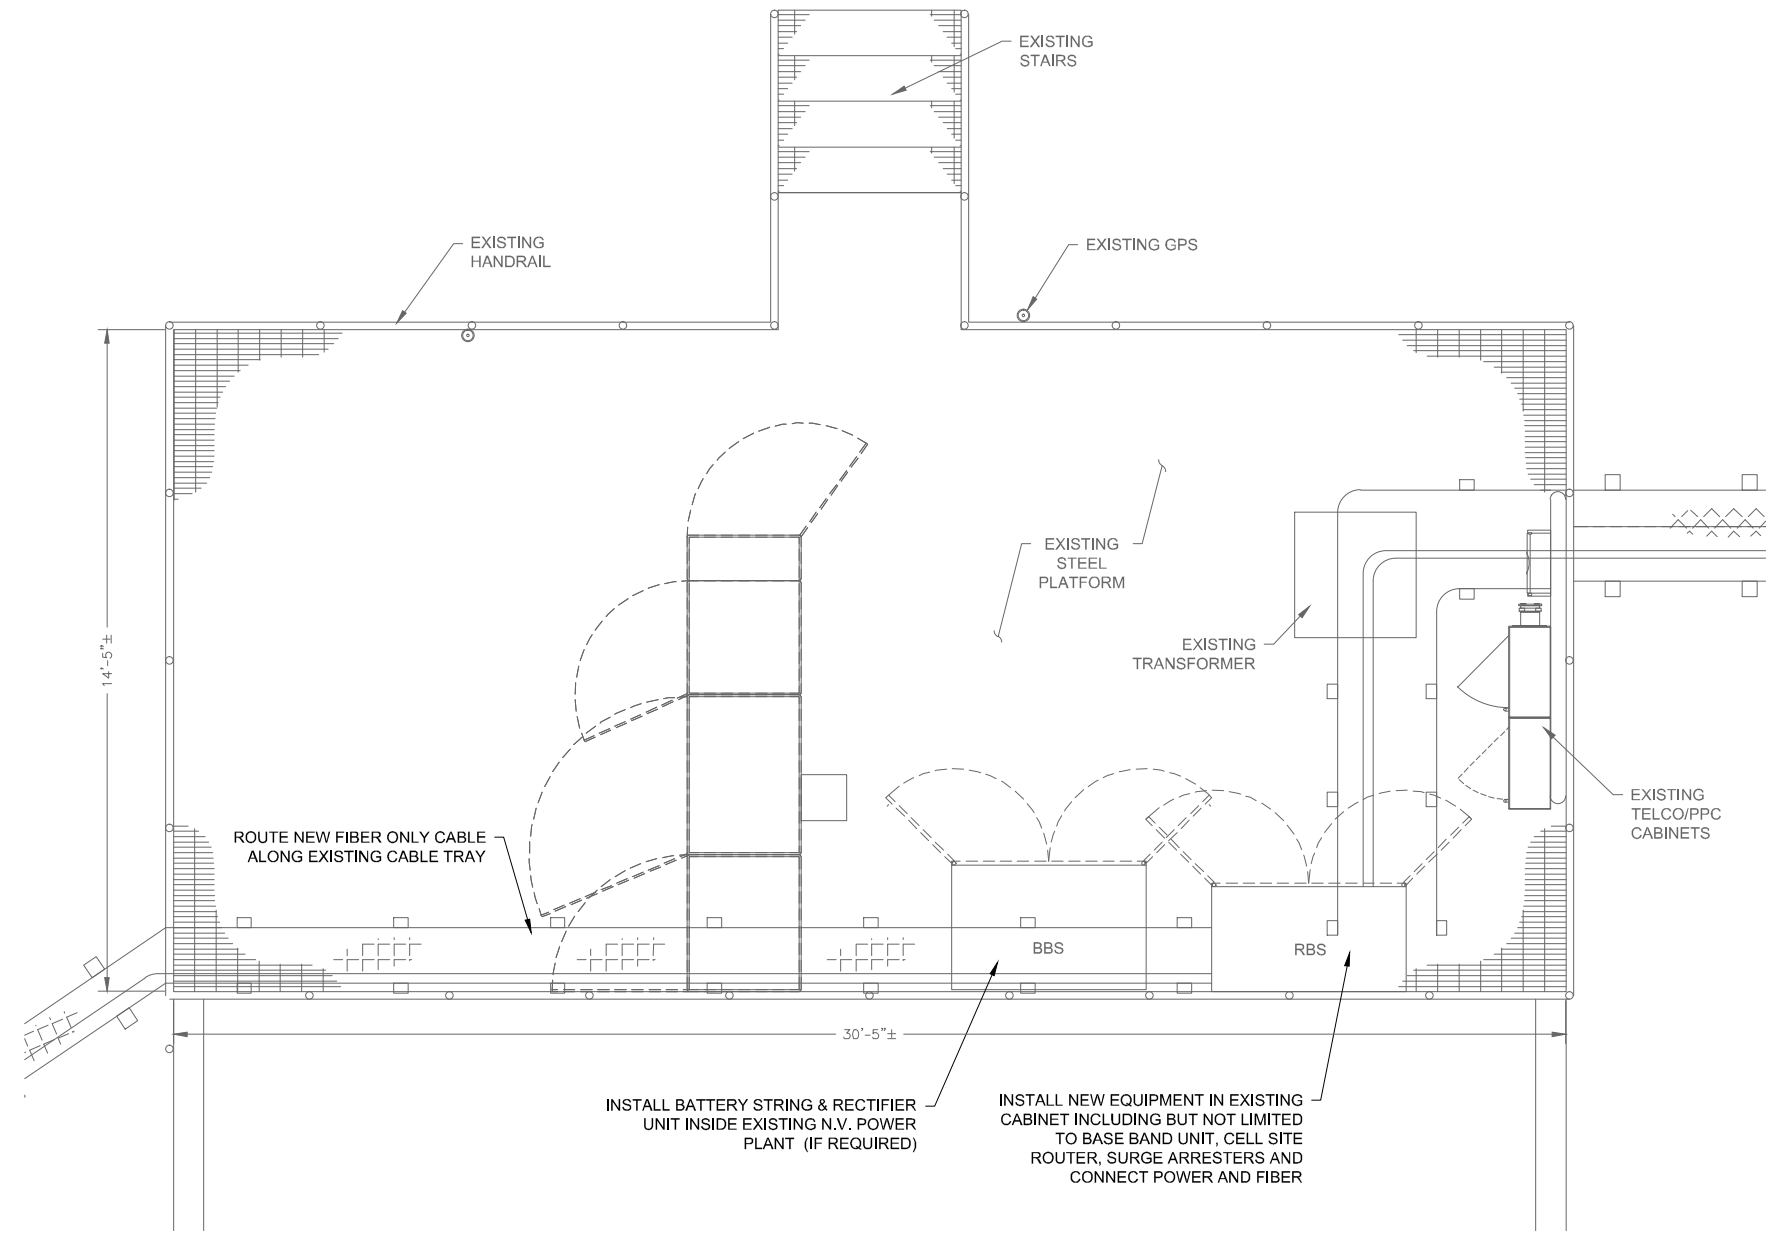 EXISTING
STAIRS
EXISTING
HANDRAIL
EXISTING GPS
EXISTING
STEEL
PLATFORM
14'-5"±
EXISTING
TRANSFORMER
EXISTING
TELCO/PPC
CABINETS
ROUTE NEW FIBER ONLY CABLE
ALONG EXISTING CABLE TRAY
BBS
RBS
30'-5"±
INSTALL BATTERY STRING & RECTIFIER
UNIT INSIDE EXISTING N.V. POWER
PLANT (IF REQUIRED)
INSTALL NEW EQUIPMENT IN EXISTING
CABINET INCLUDING BUT NOT LIMITED
TO BASE BAND UNIT, CELL SITE
ROUTER, SURGE ARRESTERS AND
CONNECT POWER AND FIBER